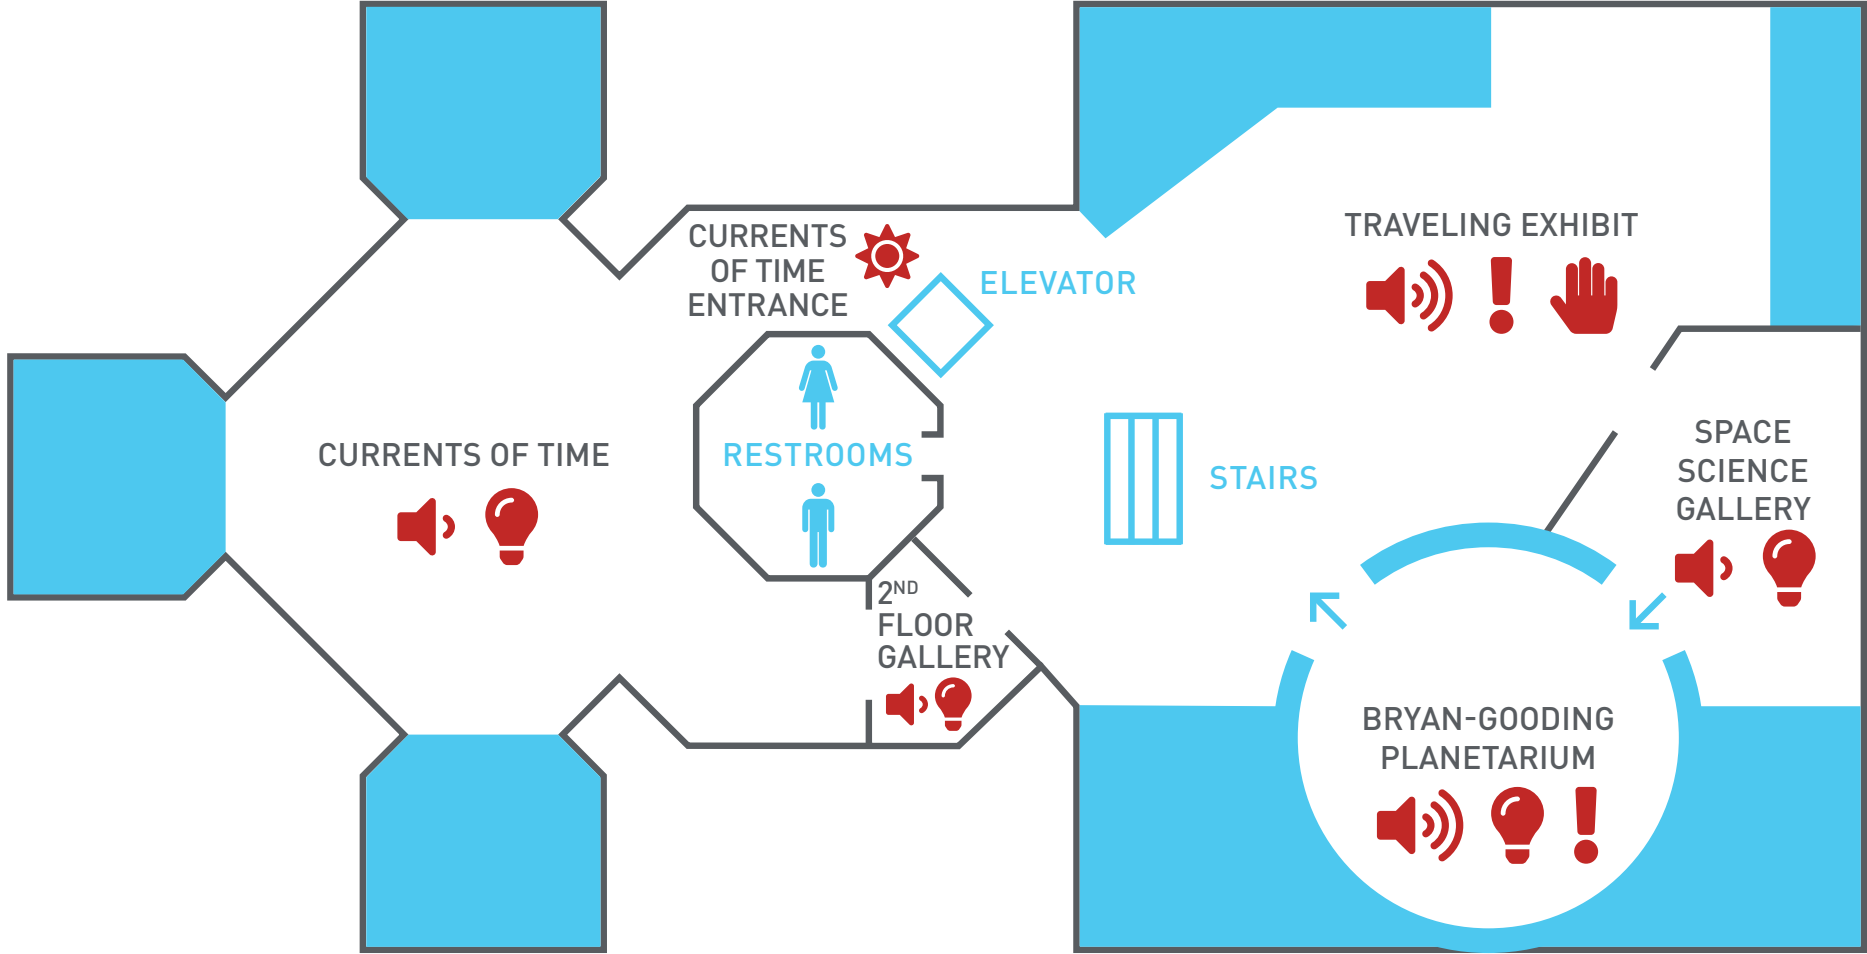 CURRENTS
OF TIME
ENTRANCE
ELEVATOR
TRAVELING EXHIBIT
CURRENTS OF TIME
RESTROOMS
STAIRS
SPACE
SCIENCE
GALLERY
2ND
FLOOR
GALLERY
BRYAN-GOODING
PLANETARIUM